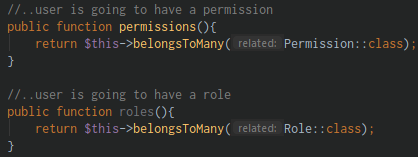 //..user is going to have a permission
public function permissions(){
return $this->belongsToMany( related: Permission::class);
}
//..user is going to have a role
public function roles(){
return $this->belongsToMany( related: Role::class);
}